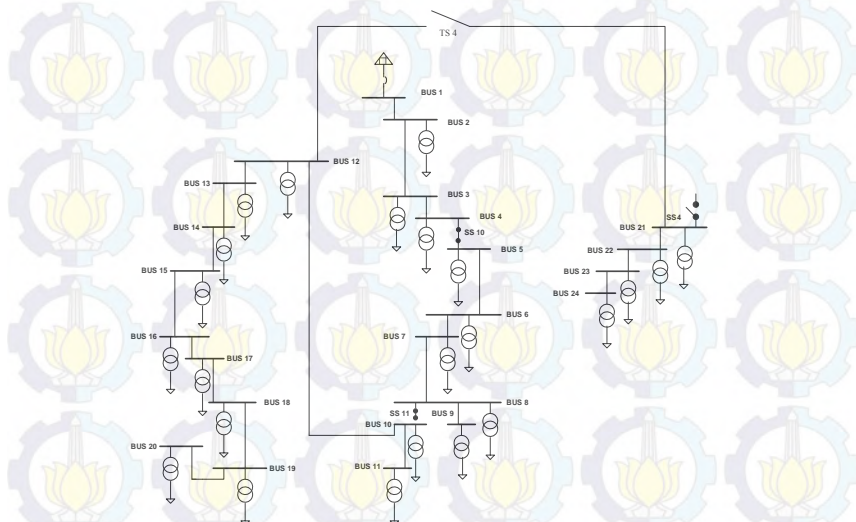 TS 4
BUS 1
BUS 2
BUS 12
BUS 13
BUS 3
BUS 4
SS4
BUS 14
SS 10
BUS 21
BUS 5
BUS 22
BUS 15
BUS 23
BUS 24
BUS 6
BUS 16
BUS 7
BUS 17
BUS 18
BUS 8
SS 11
BUS 9
BUS 10
BUS 20
BUS 19
BUS 11